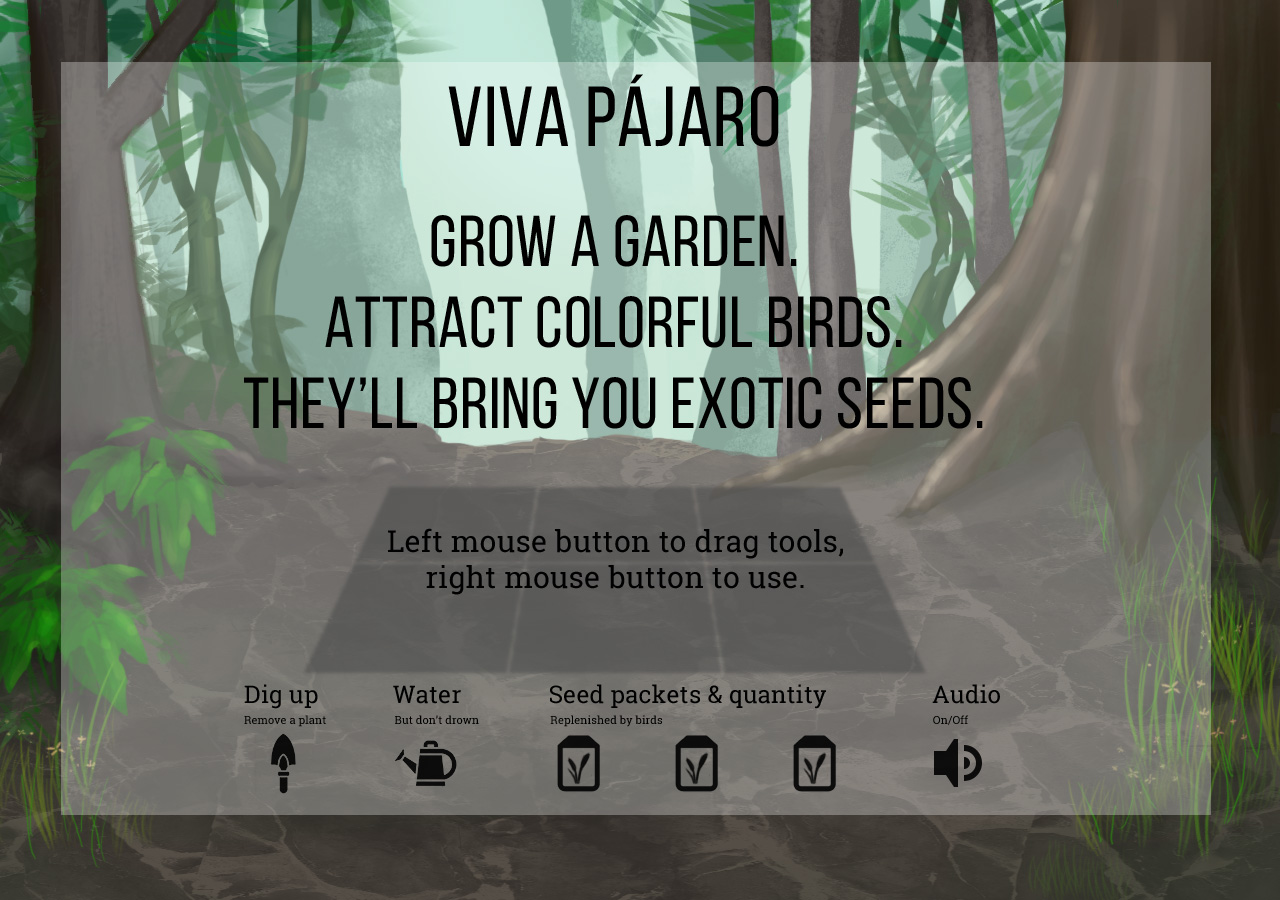 VIVA PÁJARO
GROW A GARDEN.
ATTRACT COLORFUL BIRDS.
THEY’LL BRING YOU EXOTIC SEEDS.
Left mouse button to drag tools,
right mouse button to use.
Dig up
Remove a plant
Water
But don't drown
Seed packets & quantity
Replenished by birds
Audio
On/Off